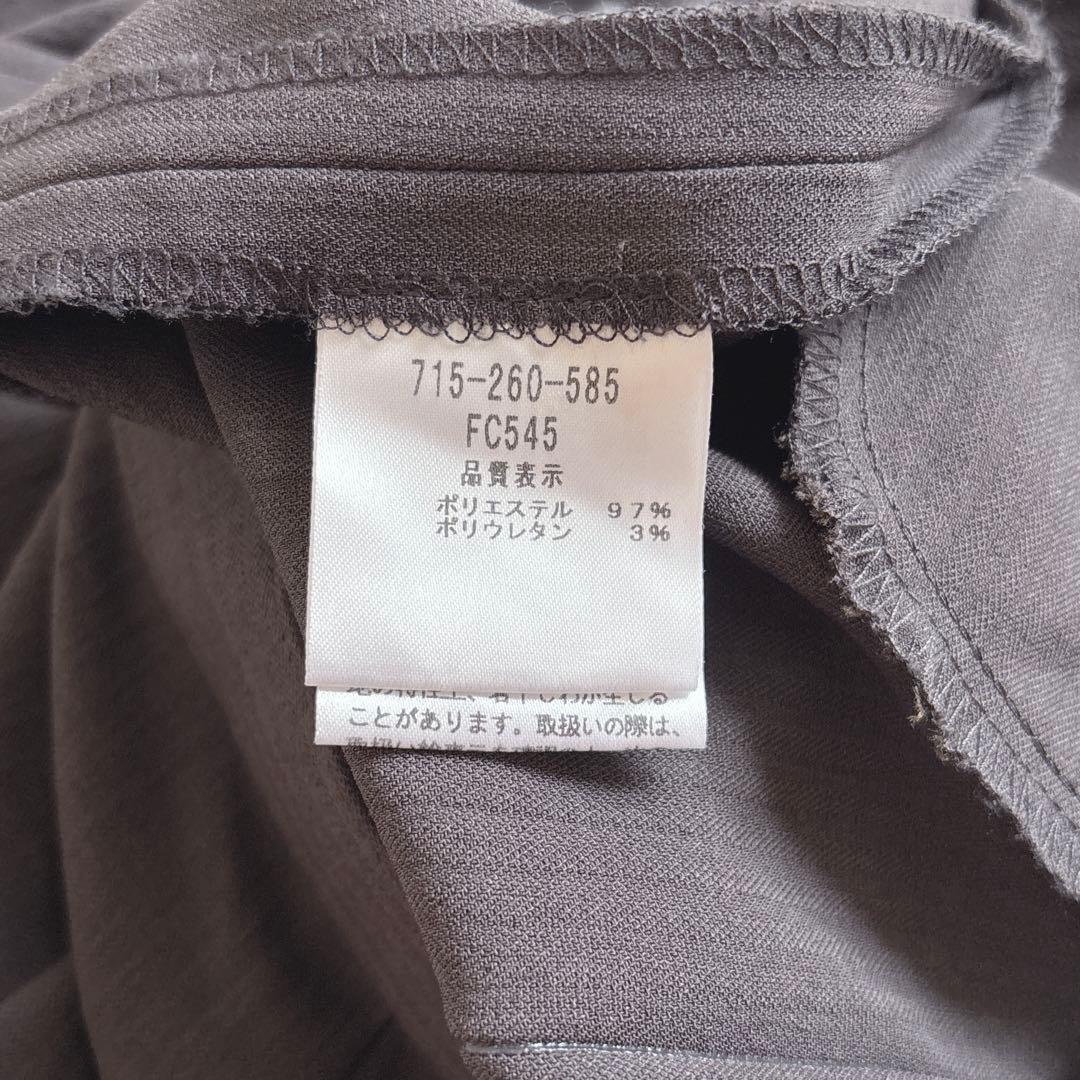 715-260-585
FC545
品質表示
ポリエステル 97%
ポリウレタン 3%
ことがあります。取扱いの際は、